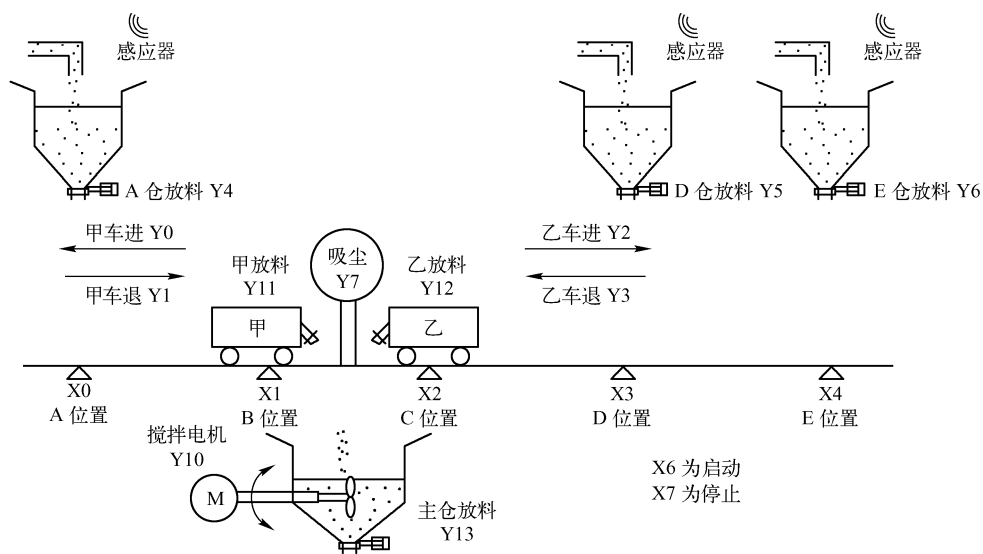 感应器
感应器
感应器
A 仓放料 Y4
D 仓放料 Y5
E 仓放料 Y6
甲车进 Y0
甲车退 Y1
甲放料
Y11
吸尘
Y7
乙放料
Y12
乙车进 Y2
乙车退 Y3
甲
乙
X0
A 位置
X1
B 位置
X2
C 位置
X3
D 位置
X4
E 位置
搅拌电机
Y10
M
主仓放料
Y13
X6 为启动
X7 为停止